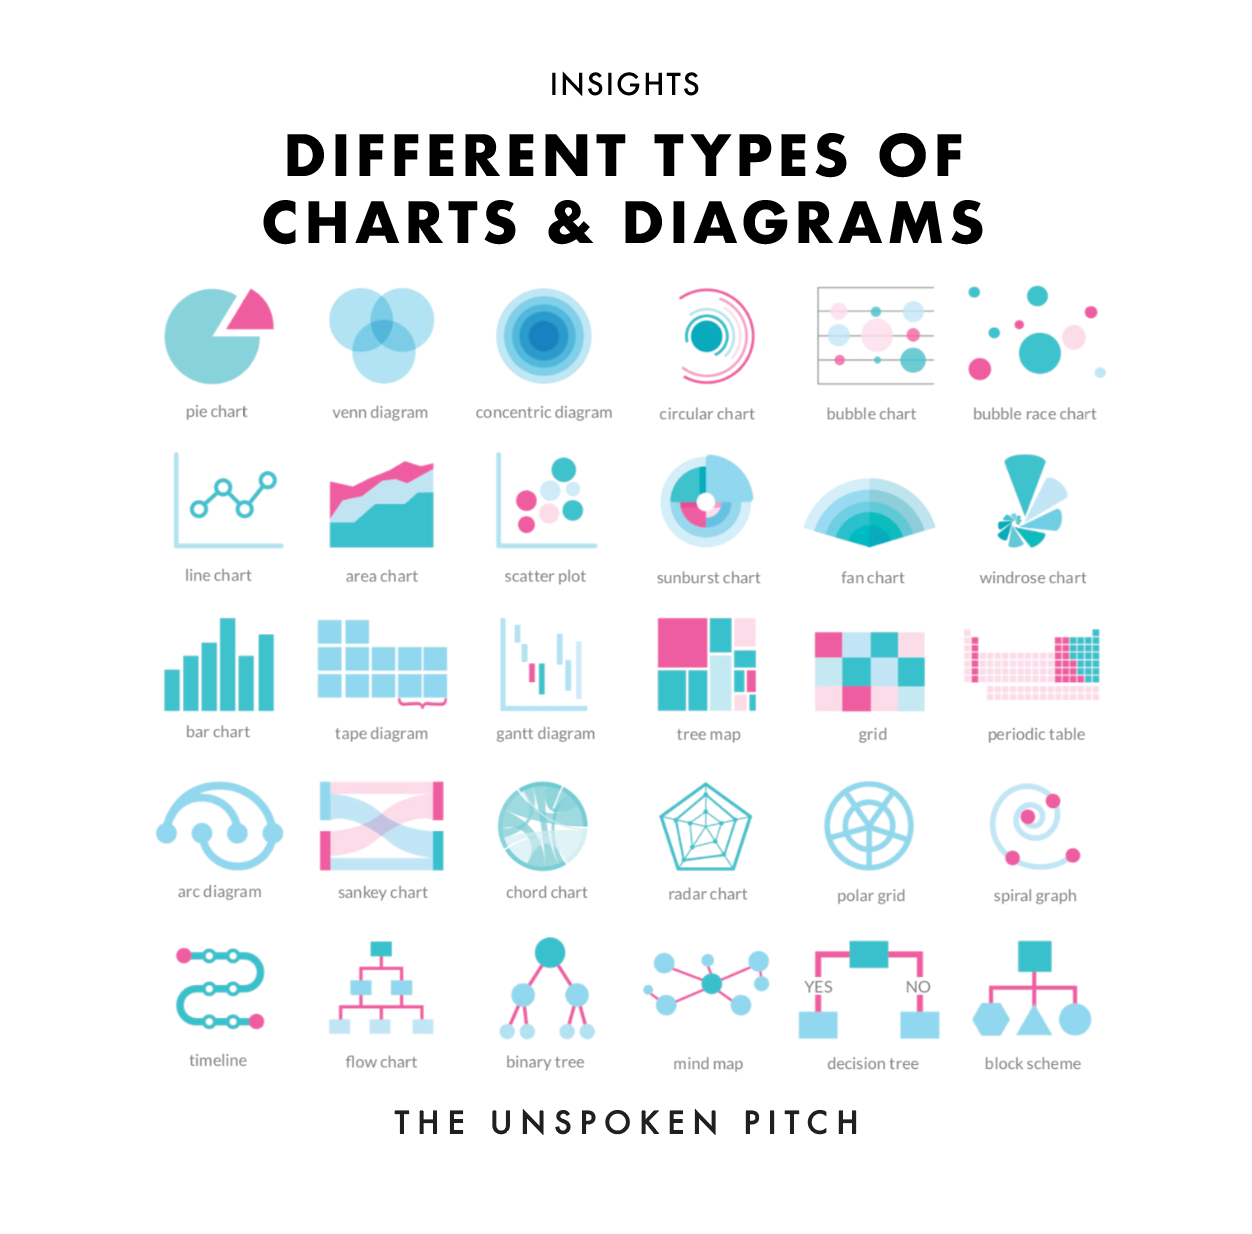 INSIGHTS
DIFFERENT TYPES OF
CHARTS & DIAGRAMS
pie chart
venn diagram
concentric diagram
circular chart
bubble chart
bubble race chart
line chart
area chart
scatter plot
sunburst chart
fan chart
windrose chart
bar chart
tape diagram
gantt diagram
tree map
grid
periodic table
arc diagram
sankey chart
chord chart
radar chart
polar grid
spiral graph
YES
NO
timeline
flow chart
binary tree
mind map
decision tree
block scheme
THE UNSPOKEN PITCH